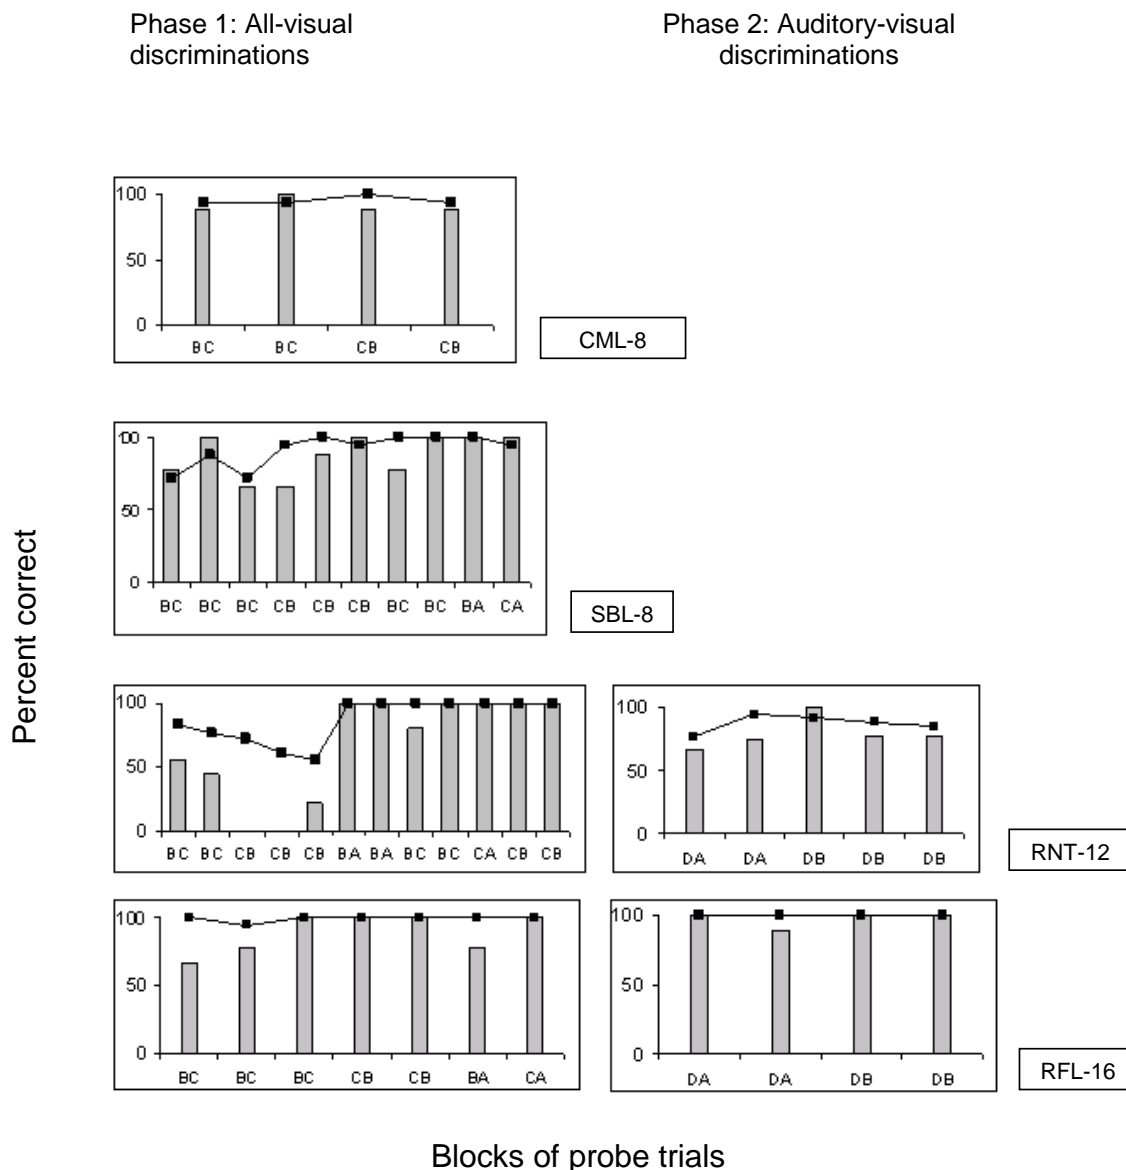 Phase 1: All-visual
discriminations
Phase 2: Auditory-visual
discriminations
Percent correct
100
50
0
BC BC CB CB
CML-8
100
50
0
BC BC BC CB CB CB BC BC BA CA
SBL-8
100
50
0
BC BC CB CB CB BA BA BC BC CA CB CB
100
50
0
DA DA DB DB DB
RNT-12
100
50
0
BC BC BC CB CB BA CA
100
50
0
DA DA DB DB
RFL-16
Blocks of probe trials